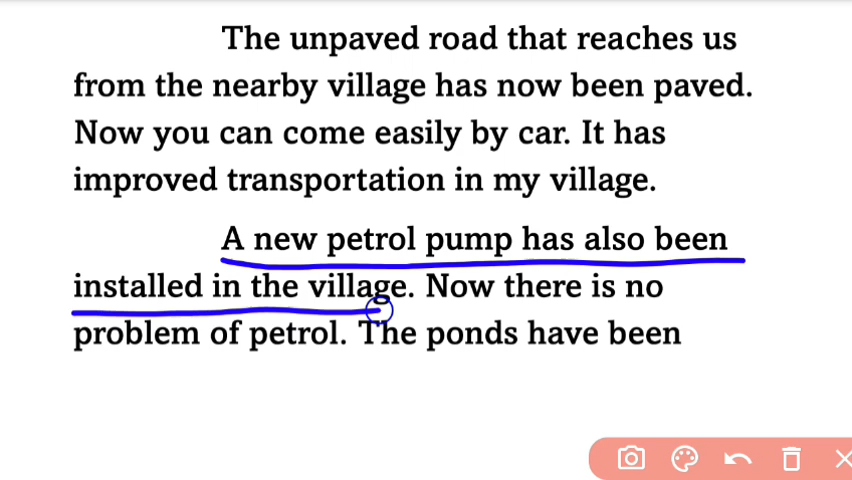 The unpaved road that reaches us
from the nearby village has now been paved.
Now you can come easily by car. It has
improved transportation in my village.
A new petrol pump has also been
installed in the village. Now there is no
problem of petrol. The ponds have been